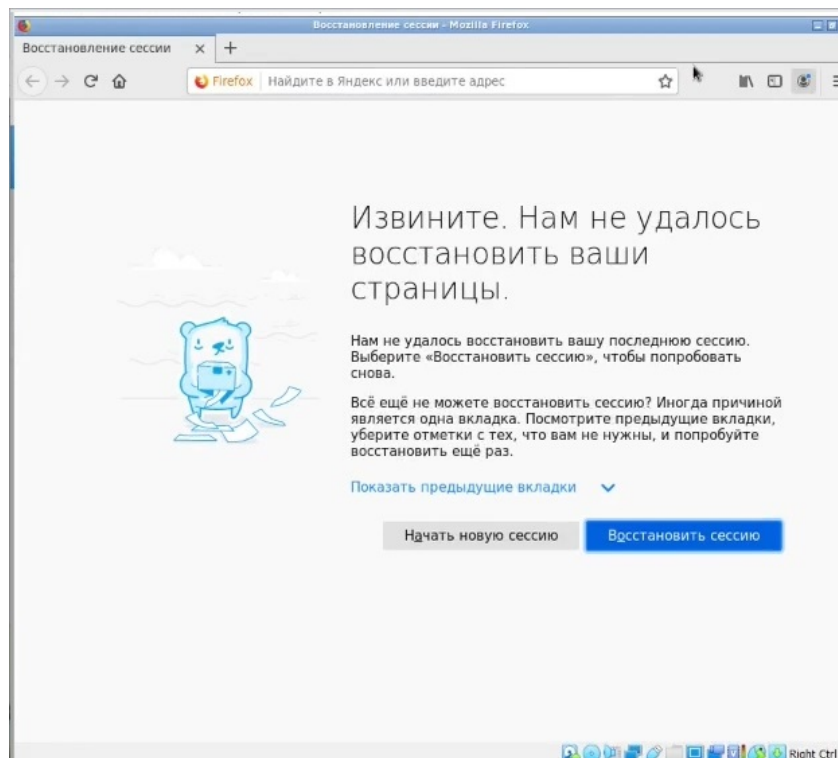 Восстановление сессии - Mozilla Firefox
Восстановление сессии
Firefox Найдите в Яндекс или введите адрес
Извините. Нам не удалось
восстановить ваши
страницы.
Нам не удалось восстановить вашу последнюю сессию.
Выберите «Восстановить сессию», чтобы попробовать
снова.
Всё ещё не можете восстановить сессию? Иногда причиной
является одна вкладка. Посмотрите предыдущие вкладки,
уберите отметки с тех, что вам не нужны, и попробуйте
восстановить ещё раз.
Показать предыдущие вкладки
Начать новую сессию Восстановить сессию
Right Ctrl